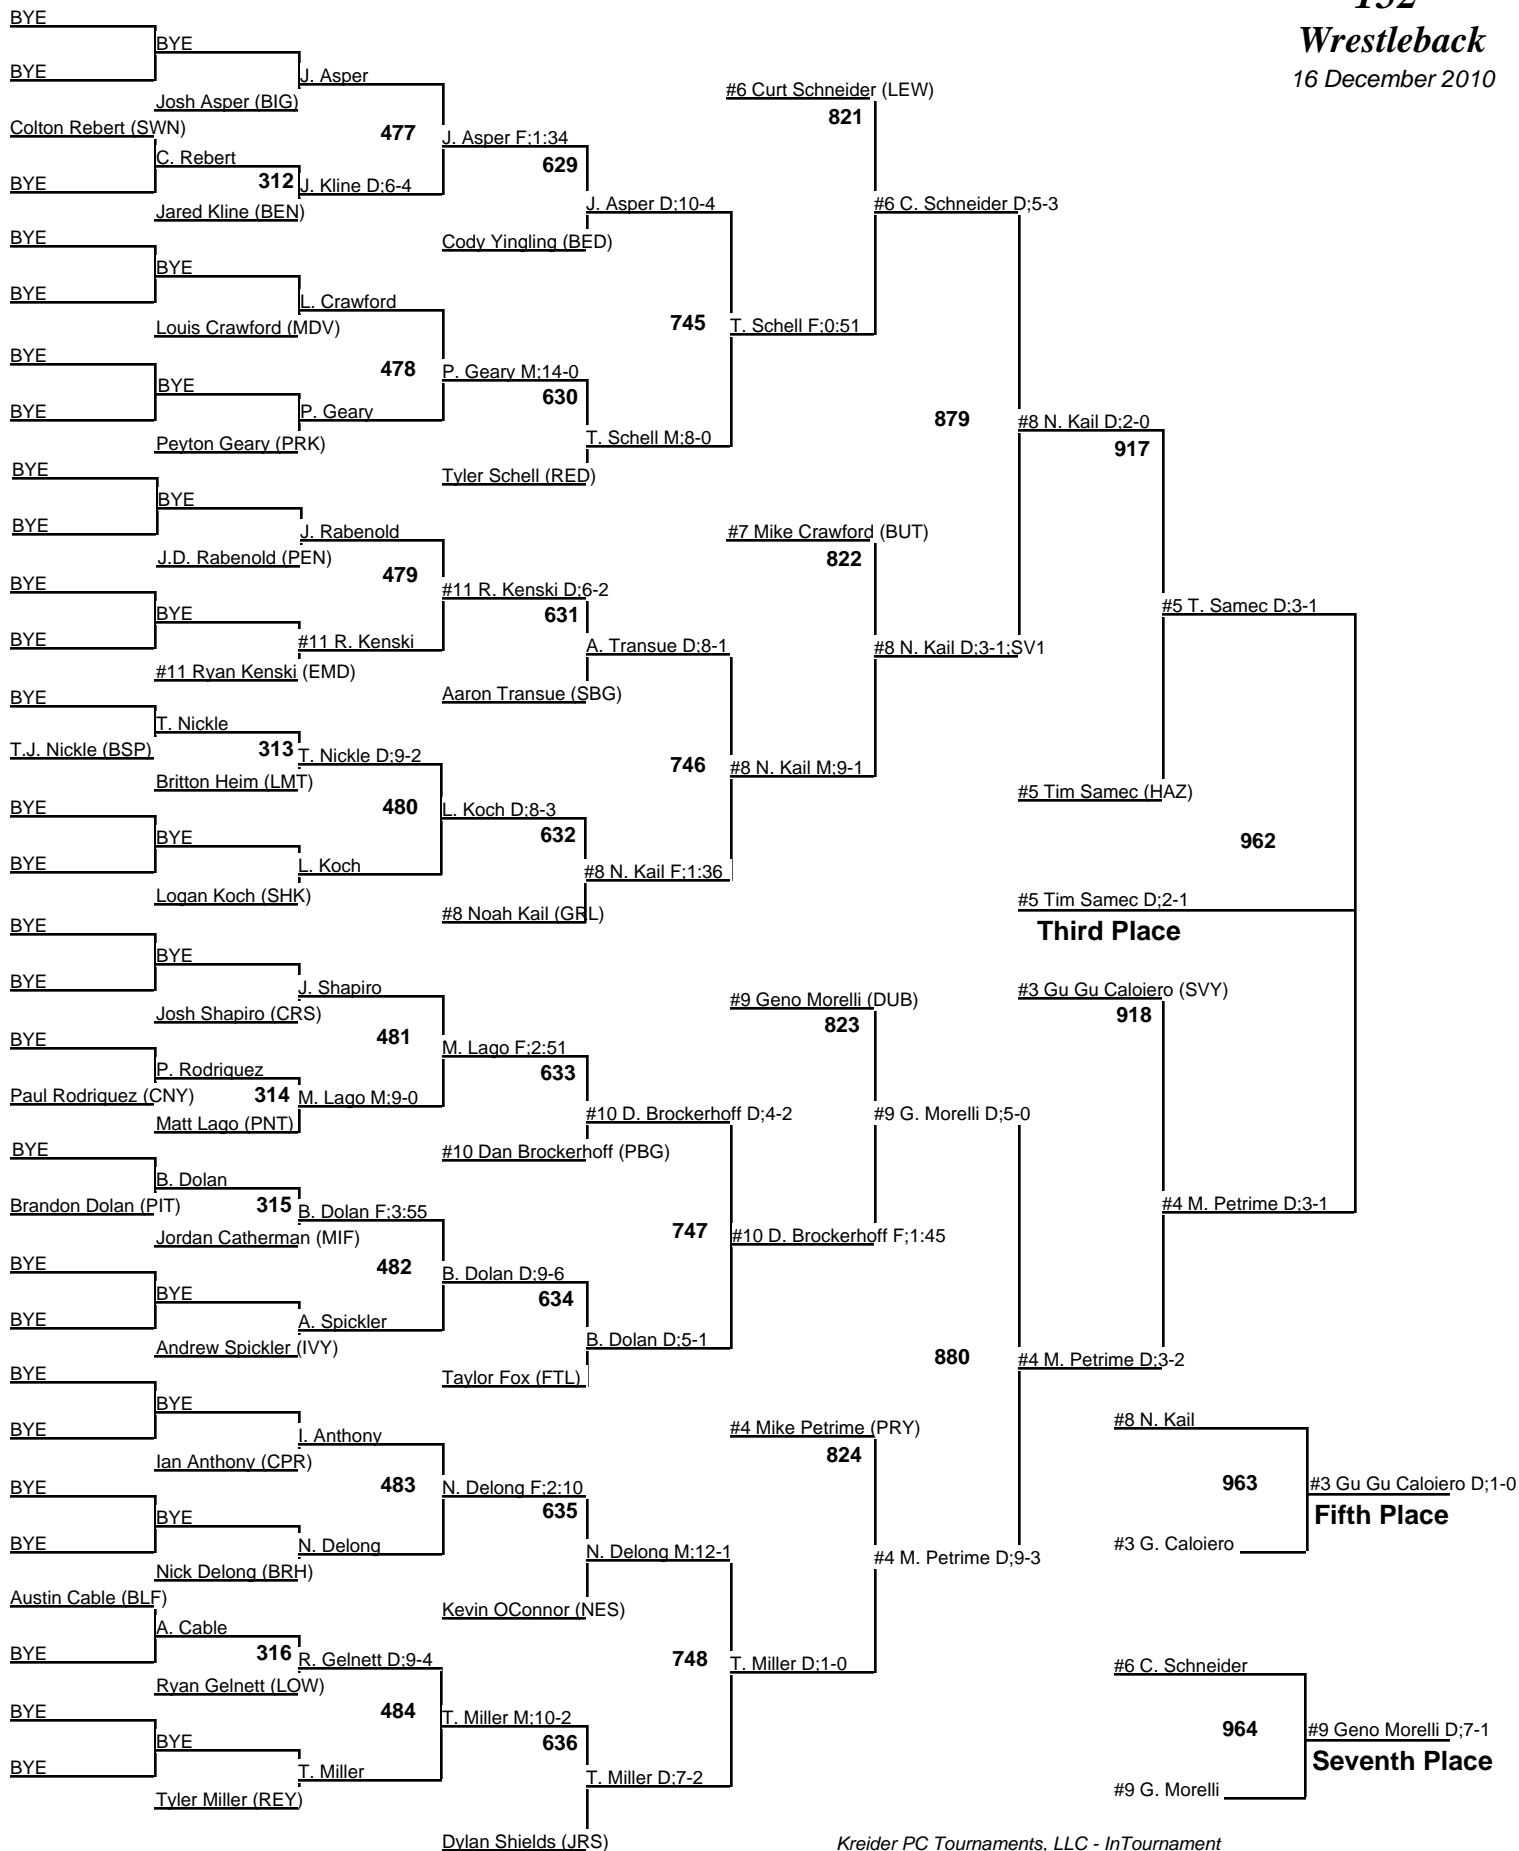 132
Wrestleback
16 December 2010
BYE
BYE
BYE
J. Asper
Josh Asper (BIG)
Colton Rebert (SWN)
477
C. Rebert
312
J. Kline D;6-4
BYE
Jared Kline (BEN)
J. Asper F;1:34
629
J. Asper D;10-4
Cody Yingling (BED)
BYE
BYE
BYE
L. Crawford
Louis Crawford (MDV)
BYE
478
BYE
P. Geary
BYE
Peyton Geary (PRK)
P. Geary M;14-0
630
T. Schell M;8-0
Tyler Schell (RED)
745
T. Schell F;0:51
#6 Curt Schneider (LEW)
821
#6 C. Schneider D;5-3
BYE
BYE
BYE
J. Rabenold
J.D. Rabenold (PEN)
479
BYE
BYE
BYE
#11 R. Kenski
#11 Ryan Kenski (EMD)
#11 R. Kenski D;6-2
631
A. Transue D;8-1
Aaron Transue (SBG)
BYE
T. Nickle
T.J. Nickle (BSP)
313
T. Nickle D;9-2
Britton Heim (LMT)
480
BYE
BYE
BYE
L. Koch
Logan Koch (SHK)
L. Koch D;8-3
632
#8 N. Kail F;1:36
#8 Noah Kail (GRL)
746
#8 N. Kail M;9-1
#7 Mike Crawford (BUT)
822
#8 N. Kail D;3-1;SV1
879
#8 N. Kail D;2-0
917
#5 T. Samec D;3-1
#5 Tim Samec (HAZ)
962
#5 Tim Samec D;2-1
Third Place
BYE
BYE
BYE
J. Shapiro
Josh Shapiro (CRS)
481
BYE
P. Rodriquez
Paul Rodriquez (CNY)
314
M. Lago M;9-0
Matt Lago (PNT)
M. Lago F;2:51
633
#10 D. Brockerhoff D;4-2
#10 Dan Brockerhoff (PBG)
BYE
B. Dolan
Brandon Dolan (PIT)
315
B. Dolan F;3:55
Jordan Catherman (MIF)
482
BYE
BYE
BYE
A. Spickler
Andrew Spickler (IVY)
B. Dolan D;9-6
634
B. Dolan D;5-1
Taylor Fox (FTL)
747
#10 D. Brockerhoff F;1:45
#9 Geno Morelli (DUB)
823
#9 G. Morelli D;5-0
#3 Gu Gu Caloiero (SVY)
918
#4 M. Petrime D;3-1
880
#4 M. Petrime D;3-2
BYE
BYE
BYE
I. Anthony
Ian Anthony (CPR)
483
BYE
BYE
BYE
N. Delong
Nick Delong (BRH)
N. Delong F;2:10
635
N. Delong M;12-1
Kevin OConnor (NES)
Austin Cable (BLF)
A. Cable
BYE
316
R. Gelnett D;9-4
Ryan Gelnett (LOW)
484
BYE
BYE
BYE
T. Miller
Tyler Miller (REY)
T. Miller M;10-2
636
T. Miller D;7-2
Dylan Shields (JRS)
748
T. Miller D;1-0
#4 Mike Petrime (PRY)
824
#4 M. Petrime D;9-3
#8 N. Kail
963
#3 Gu Gu Caloiero D;1-0
Fifth Place
#3 G. Caloiero
#6 C. Schneider
964
#9 Geno Morelli D;7-1
Seventh Place
#9 G. Morelli
Kreider PC Tournaments, LLC - InTournament